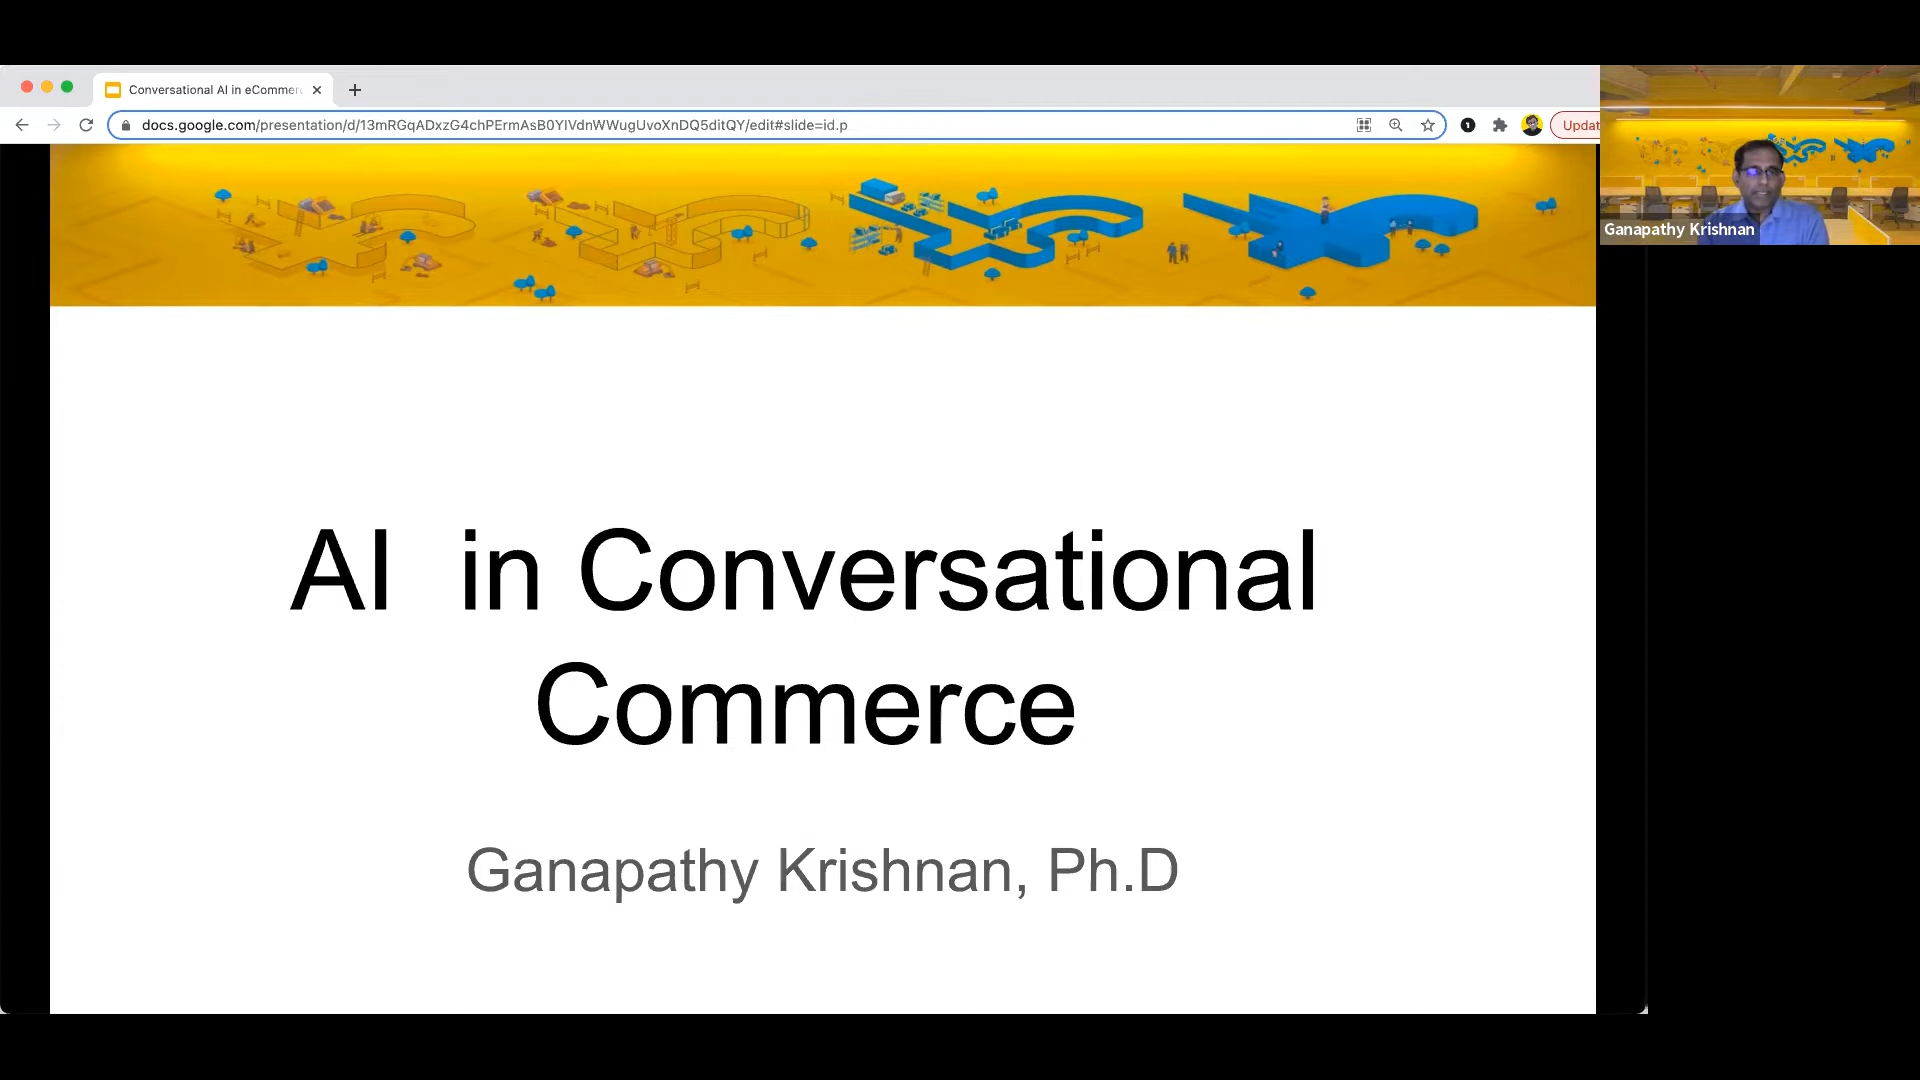 Conversational AI in eCommerc
docs.google.com/presentation/d/13mRGqADxzG4chPErmAsB0YIVdnWWugUvoXnDQ5ditQY/edit#slide=id.p
Updat
Ganapathy Krishnan
AI in Conversational
Commerce
Ganapathy Krishnan, Ph.D